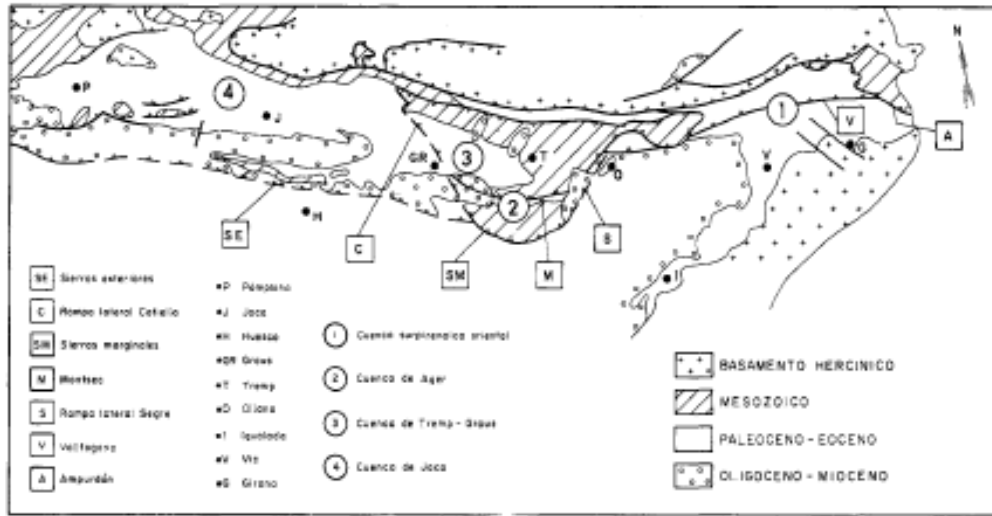 N
P
4
J
GR
3
T
O
1
V
V
G
A
H
2
SE
C
SM
M
B
I
SE Sierras exteriores
C Rampa lateral Cotiella
SM Sierras marginales
M Montsec
S Rampa lateral Segre
V Vallfogona
A Ampurdán
P Pamplona
J Jaca
H Huesca
GR Graus
T Tremp
O Oliana
I Igualada
V Vic
G Girona
1 Cuenca surpirenaica oriental
2 Cuenca de Ager
3 Cuenca de Tremp - Graus
4 Cuenca de Jaca
BASAMENTO HERCINICO
MESOZOICO
PALEOCENO - EOCENO
OLIGOCENO - MIOCENO